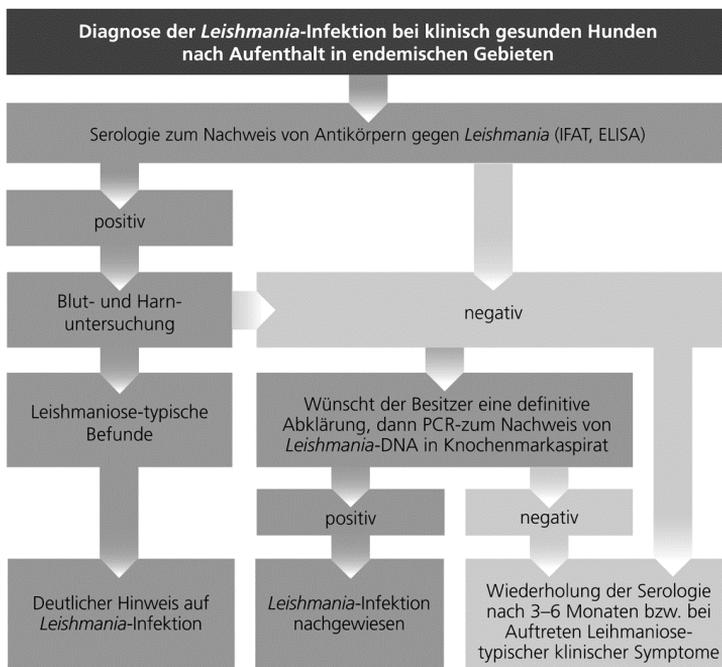 Diagnose der Leishmania-Infektion bei klinisch gesunden Hunden
nach Aufenthalt in endemischen Gebieten
Serologie zum Nachweis von Antikörpern gegen Leishmania (IFAT, ELISA)
positiv
Blut- und Harn-
untersuchung
negativ
Leishmaniose-typische
Befunde
Wünscht der Besitzer eine definitive
Abklärung, dann PCR-zum Nachweis von
Leishmania-DNA in Knochenmarkaspirat
positiv
negativ
Deutlicher Hinweis auf
Leishmania-Infektion
Leishmania-Infektion
nachgewiesen
Wiederholung der Serologie
nach 3–6 Monaten bzw. bei
Auftreten Leihmaniose-
typischer klinischer Symptome